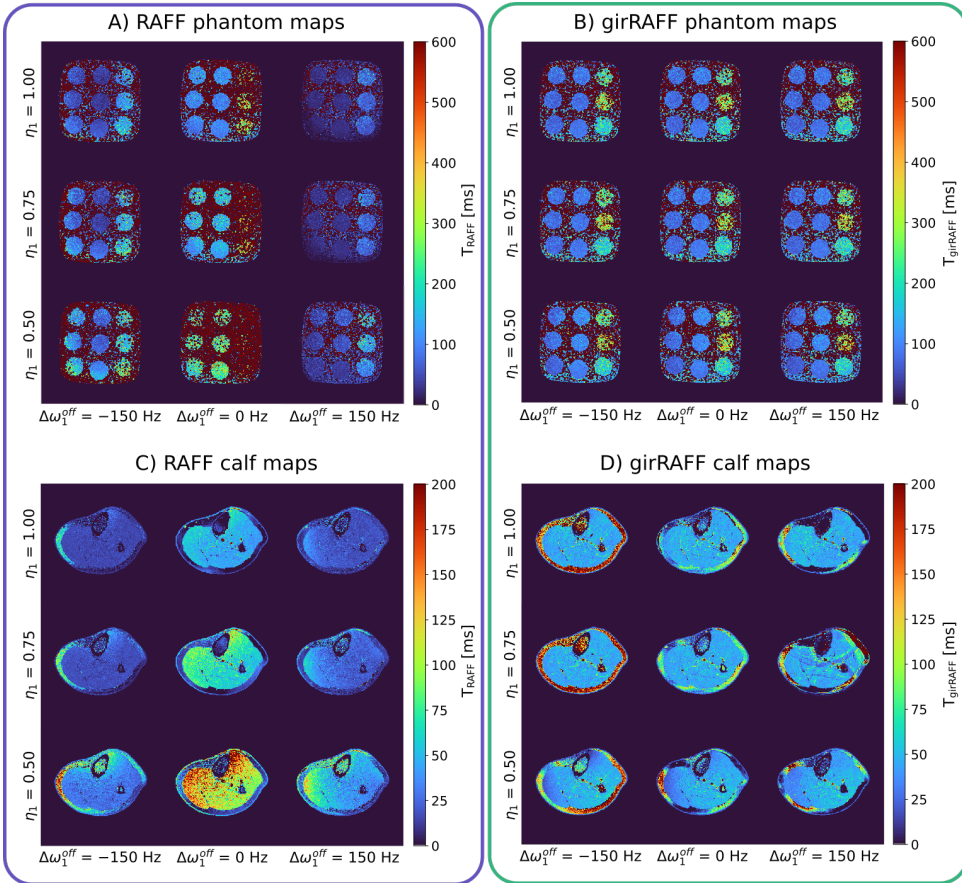 A) RAFF phantom maps
η₁ = 1.00
η₁ = 0.75
η₁ = 0.50
Δω₁ᵒᶠᶠ = −150 Hz Δω₁ᵒᶠᶠ = 0 Hz Δω₁ᵒᶠᶠ = 150 Hz
600
500
400
300
200
100
0
T_RAFF [ms]
B) girRAFF phantom maps
η₁ = 1.00
η₁ = 0.75
η₁ = 0.50
Δω₁ᵒᶠᶠ = −150 Hz Δω₁ᵒᶠᶠ = 0 Hz Δω₁ᵒᶠᶠ = 150 Hz
600
500
400
300
200
100
0
T_girRAFF [ms]
C) RAFF calf maps
η₁ = 1.00
η₁ = 0.75
η₁ = 0.50
Δω₁ᵒᶠᶠ = −150 Hz Δω₁ᵒᶠᶠ = 0 Hz Δω₁ᵒᶠᶠ = 150 Hz
200
175
150
125
100
75
50
25
0
T_RAFF [ms]
D) girRAFF calf maps
η₁ = 1.00
η₁ = 0.75
η₁ = 0.50
Δω₁ᵒᶠᶠ = −150 Hz Δω₁ᵒᶠᶠ = 0 Hz Δω₁ᵒᶠᶠ = 150 Hz
200
175
150
125
100
75
50
25
0
T_girRAFF [ms]